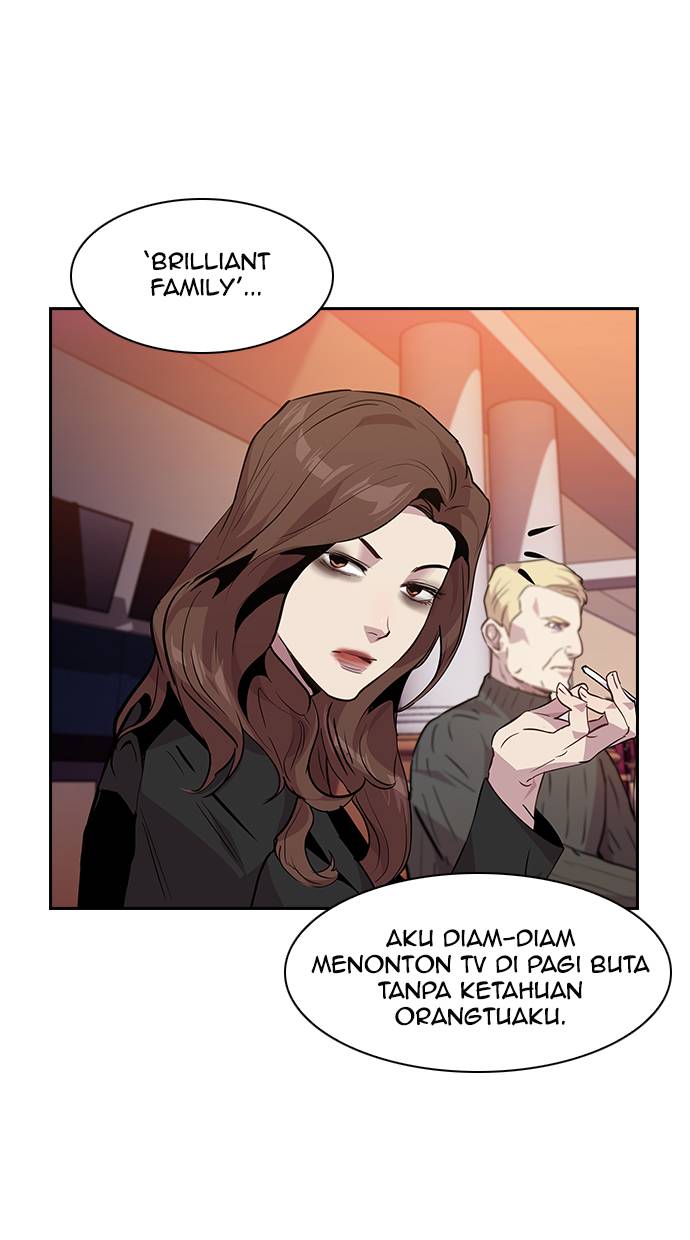 'BRILLIANT
FAMILY'...
AKU DIAM-DIAM
MENONTON TV DI PAGI BUTA
TANPA KETAHUAN
ORANGTUAKU.